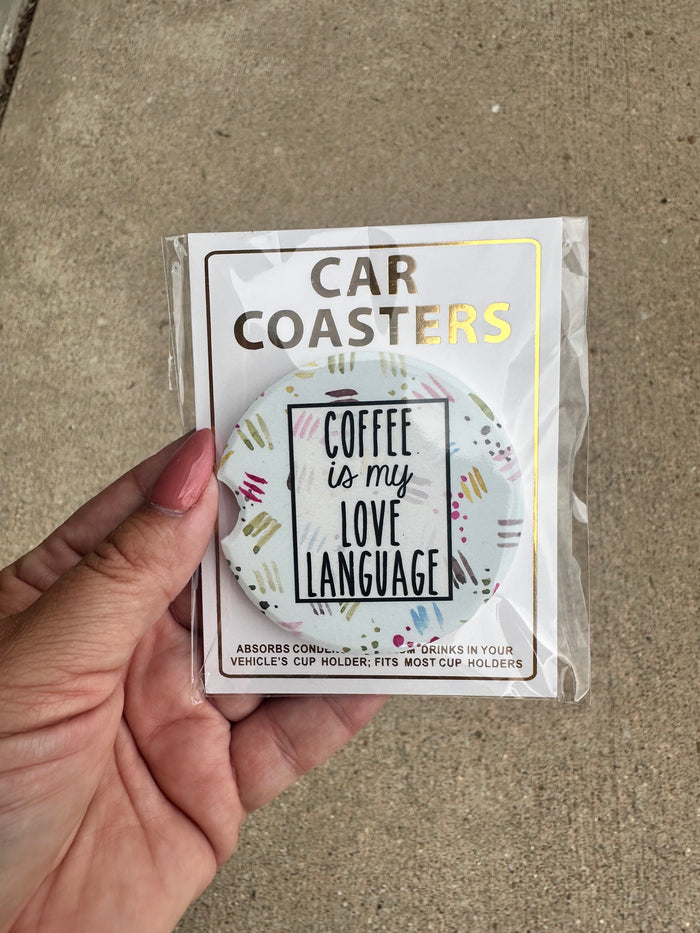 CAR
COASTERS
COFFEE
is my
LOVE
LANGUAGE
ABSORBS DRINKS IN YOUR
VEHICLE'S CUP HOLDER; FITS MOST CUP HOLDERS